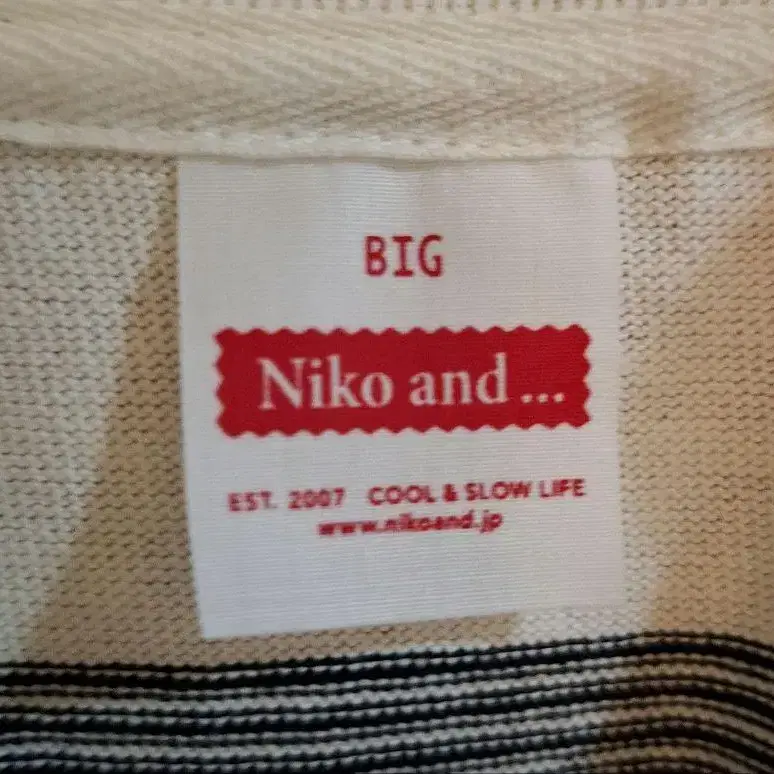 BIG
Niko and ...
EST. 2007 COOL & SLOW LIFE
www.nikoand.jp